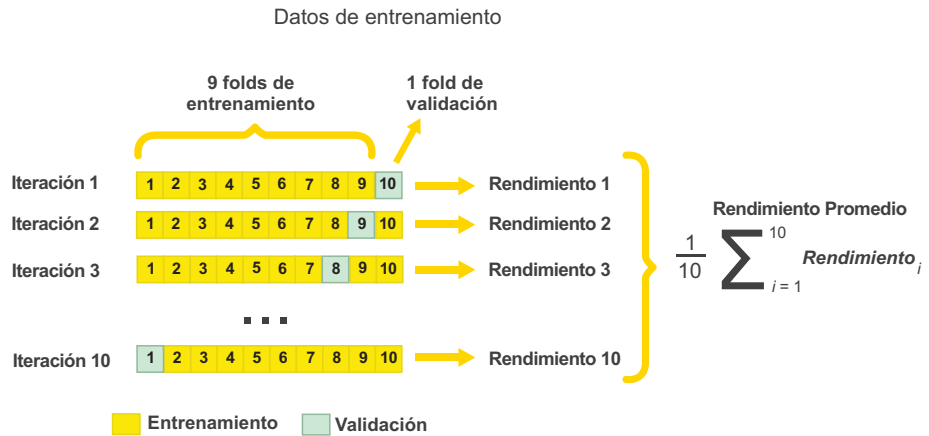 Datos de entrenamiento
9 folds de
entrenamiento
1 fold de
validación
Iteración 1
1 2 3 4 5 6 7 8 9 10
Rendimiento 1
Iteración 2
1 2 3 4 5 6 7 8 9 10
Rendimiento 2
Iteración 3
1 2 3 4 5 6 7 8 9 10
Rendimiento 3
...
Iteración 10
1 2 3 4 5 6 7 8 9 10
Rendimiento 10
Rendimiento Promedio
1
10
∑
10
i = 1
Rendimiento i
Entrenamiento
Validación